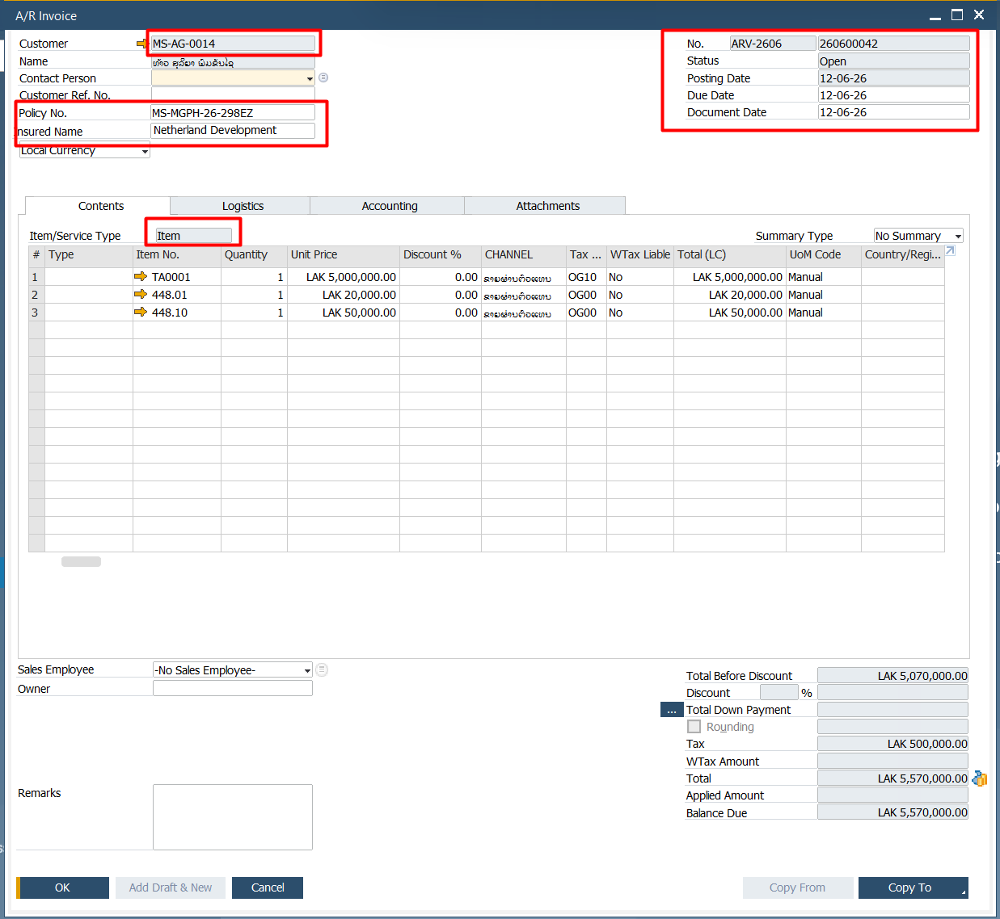 A/R Invoice
Customer MS-AG-0014
Name ທ້າວ ສຸລິຍາ ພົມຂັນໄຊ
Contact Person
Customer Ref. No.
Policy No. MS-MGPH-26-298EZ
Insured Name Netherland Development
Local Currency
No. ARV-2606 260600042
Status Open
Posting Date 12-06-26
Due Date 12-06-26
Document Date 12-06-26
Contents Logistics Accounting Attachments
Item/Service Type Item Summary Type No Summary
# Type Item No. Quantity Unit Price Discount % CHANNEL Tax ... WTax Liable Total (LC) UoM Code Country/Regi...
1 TA0001 1 LAK 5,000,000.00 0.00 ຂາຍຜ່ານຕົວແທນ OG10 No LAK 5,000,000.00 Manual
2 448.01 1 LAK 20,000.00 0.00 ຂາຍຜ່ານຕົວແທນ OG00 No LAK 20,000.00 Manual
3 448.10 1 LAK 50,000.00 0.00 ຂາຍຜ່ານຕົວແທນ OG00 No LAK 50,000.00 Manual
Sales Employee -No Sales Employee-
Owner
Remarks
Total Before Discount LAK 5,070,000.00
Discount %
... Total Down Payment
Rounding
Tax LAK 500,000.00
WTax Amount
Total LAK 5,570,000.00
Applied Amount
Balance Due LAK 5,570,000.00
OK Add Draft & New Cancel Copy From Copy To